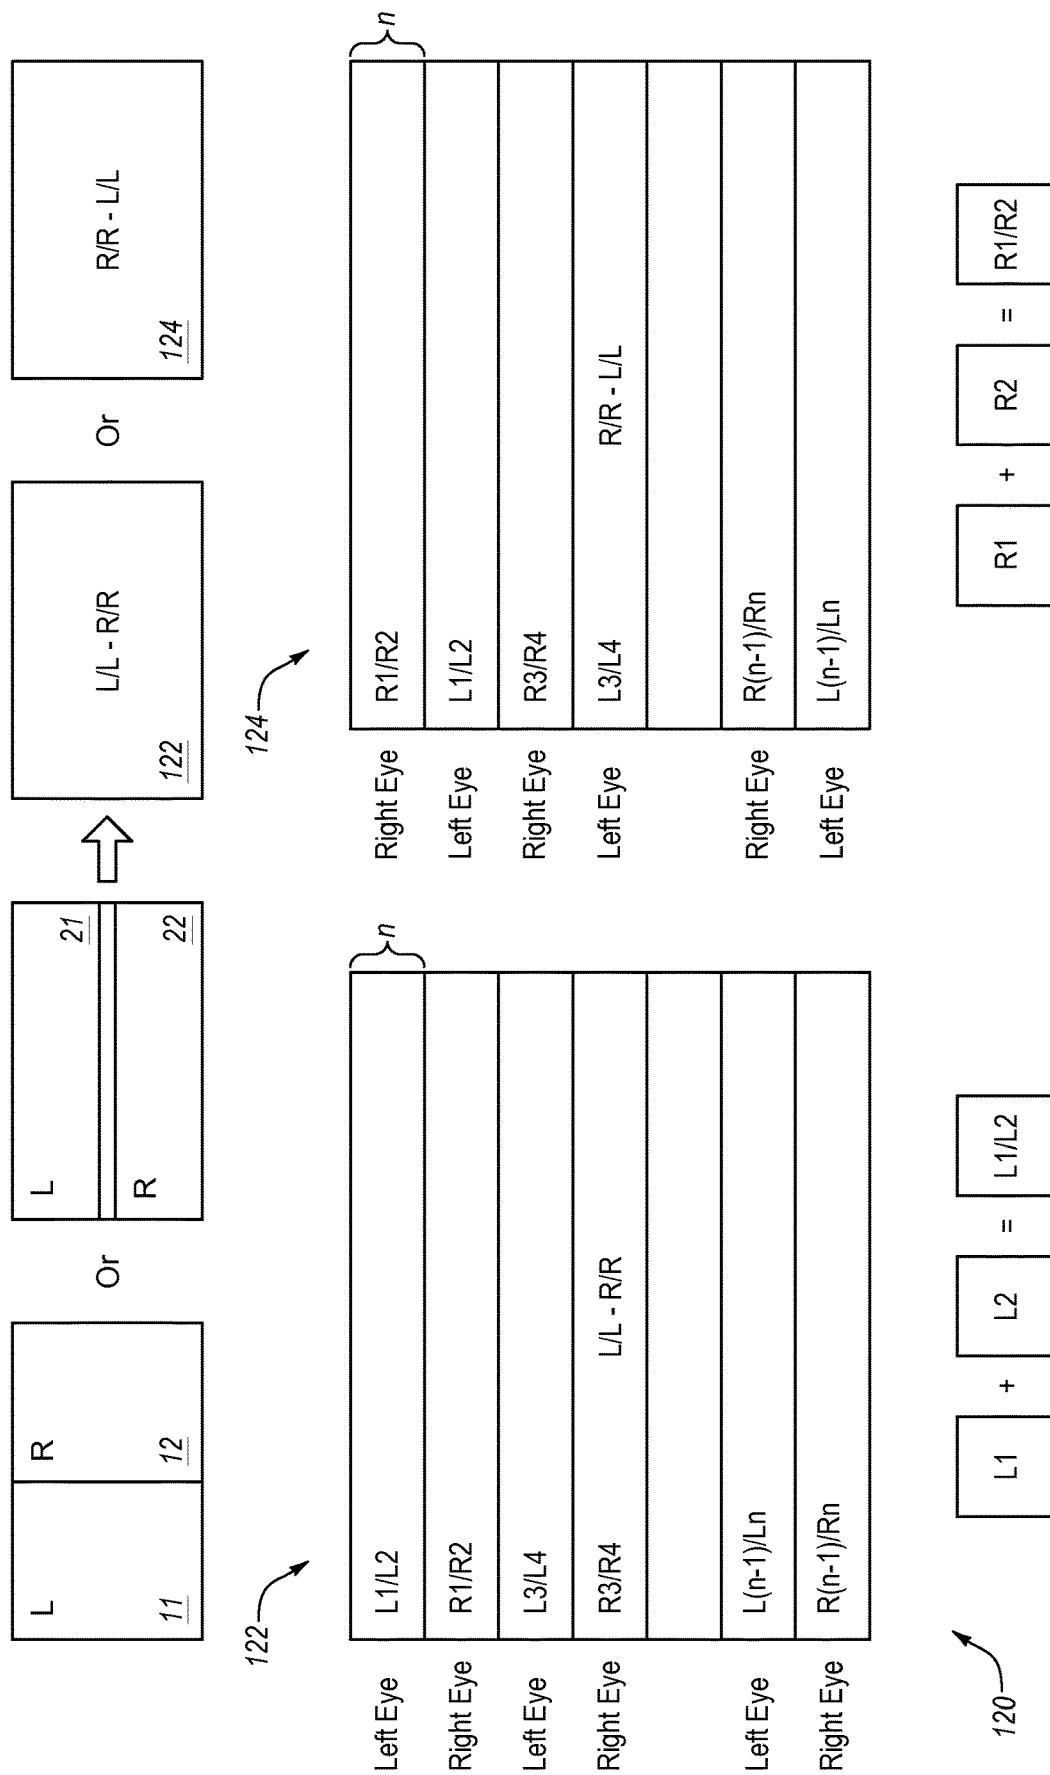 L R Or L R L/L - R/R Or R/R - L/L
11 12 21 22 122 124
122
n
Left Eye L1/L2
Right Eye R1/R2
Left Eye L3/L4
Right Eye R3/R4 L/L - R/R
Left Eye L(n-1)/Ln
Right Eye R(n-1)/Rn
124
n
Right Eye R1/R2
Left Eye L1/L2
Right Eye R3/R4
Left Eye L3/L4 R/R - L/L
Right Eye R(n-1)/Rn
Left Eye L(n-1)/Ln
120
L1 + L2 = L1/L2
R1 + R2 = R1/R2